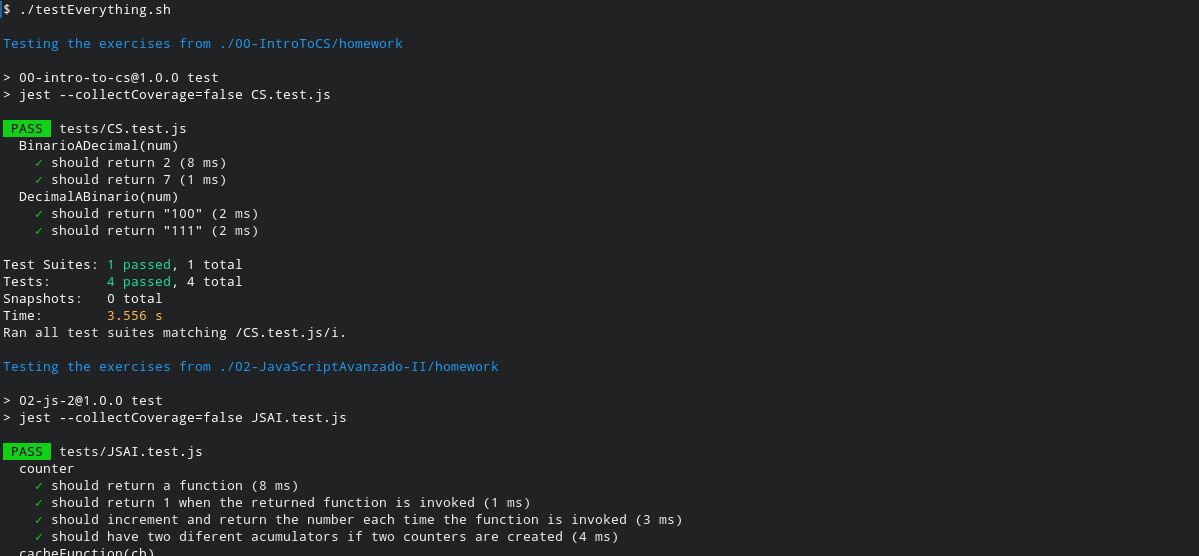 $ ./testEverything.sh
Testing the exercises from ./00-IntroToCS/homework
> 00-intro-to-cs@1.0.0 test
> jest --collectCoverage=false CS.test.js
PASS tests/CS.test.js
BinarioADecimal(num)
✓ should return 2 (8 ms)
✓ should return 7 (1 ms)
DecimalABinario(num)
✓ should return "100" (2 ms)
✓ should return "111" (2 ms)
Test Suites: 1 passed, 1 total
Tests: 4 passed, 4 total
Snapshots: 0 total
Time: 3.556 s
Ran all test suites matching /CS.test.js/i.
Testing the exercises from ./02-JavaScriptAvanzado-II/homework
> 02-js-2@1.0.0 test
> jest --collectCoverage=false JSAI.test.js
PASS tests/JSAI.test.js
counter
✓ should return a function (8 ms)
✓ should return 1 when the returned function is invoked (1 ms)
✓ should increment and return the number each time the function is invoked (3 ms)
✓ should have two diferent acumulators if two counters are created (4 ms)
cacheFunction(cb)